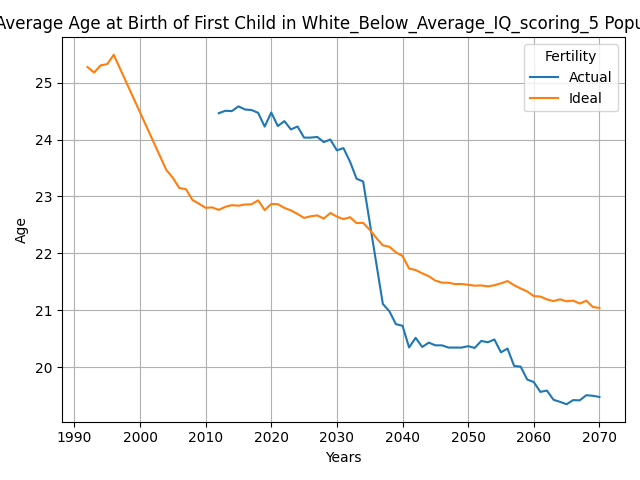 Average Age at Birth of First Child in White_Below_Average_IQ_scoring_5 Popu
Fertility
Actual
Ideal
25
24
23
22
21
20
Age
1990 2000 2010 2020 2030 2040 2050 2060 2070
Years